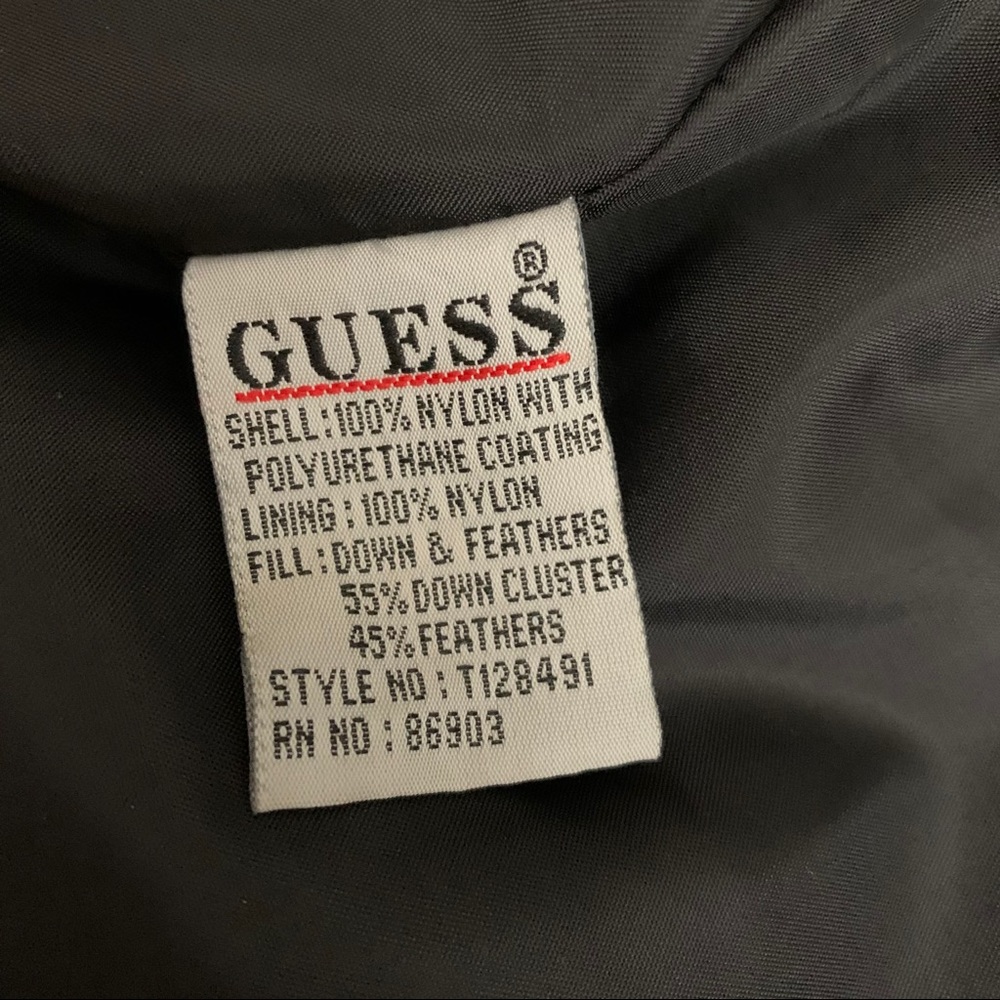 GUESS®
SHELL:100% NYLON WITH
POLYURETHANE COATING
LINING:100% NYLON
FILL:DOWN & FEATHERS
55%DOWN CLUSTER
45%FEATHERS
STYLE NO:T128491
RN NO:86903